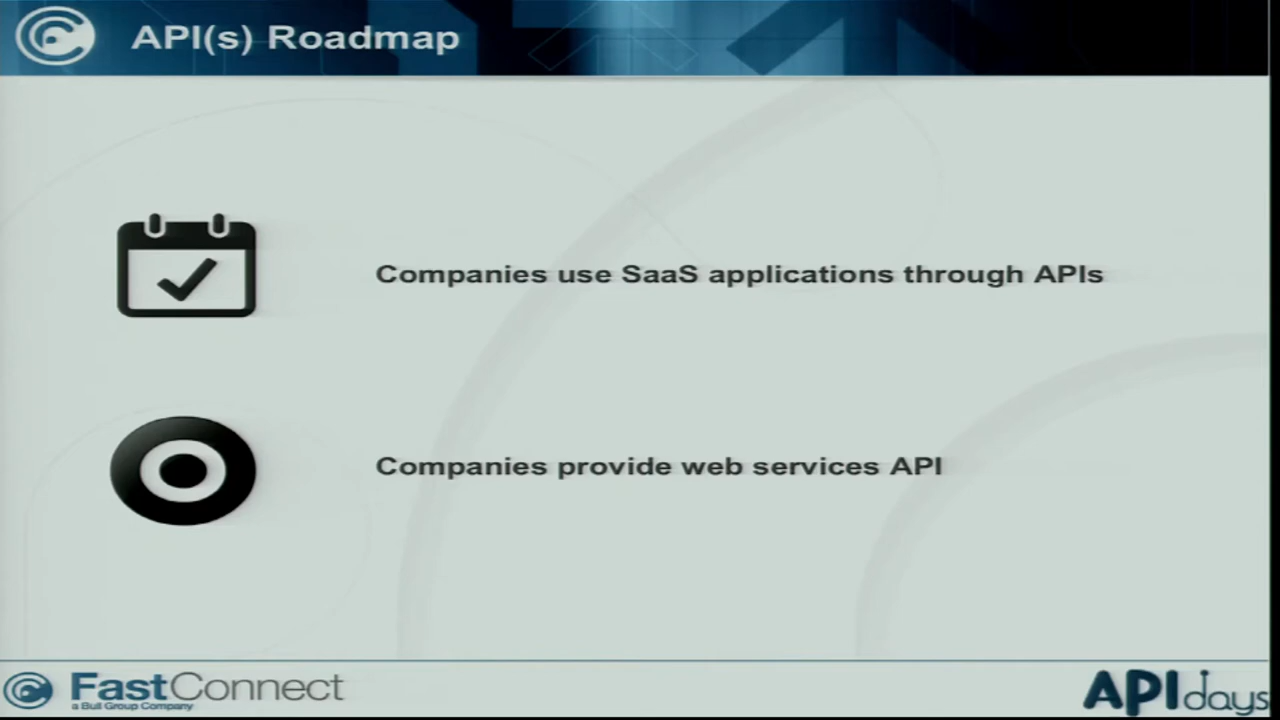 API(s) Roadmap
Companies use SaaS applications through APIs
Companies provide web services API
FastConnect
a Bull Group Company
APIdays